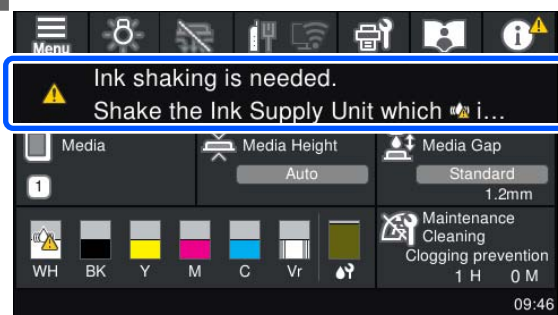 Menu
Ink shaking is needed.
Shake the Ink Supply Unit which i...
Media
Media Height
Media Gap
Auto
Standard
1
1.2mm
Maintenance
Cleaning
Clogging prevention
WH BK Y M C Vr
1 H 0 M
09:46